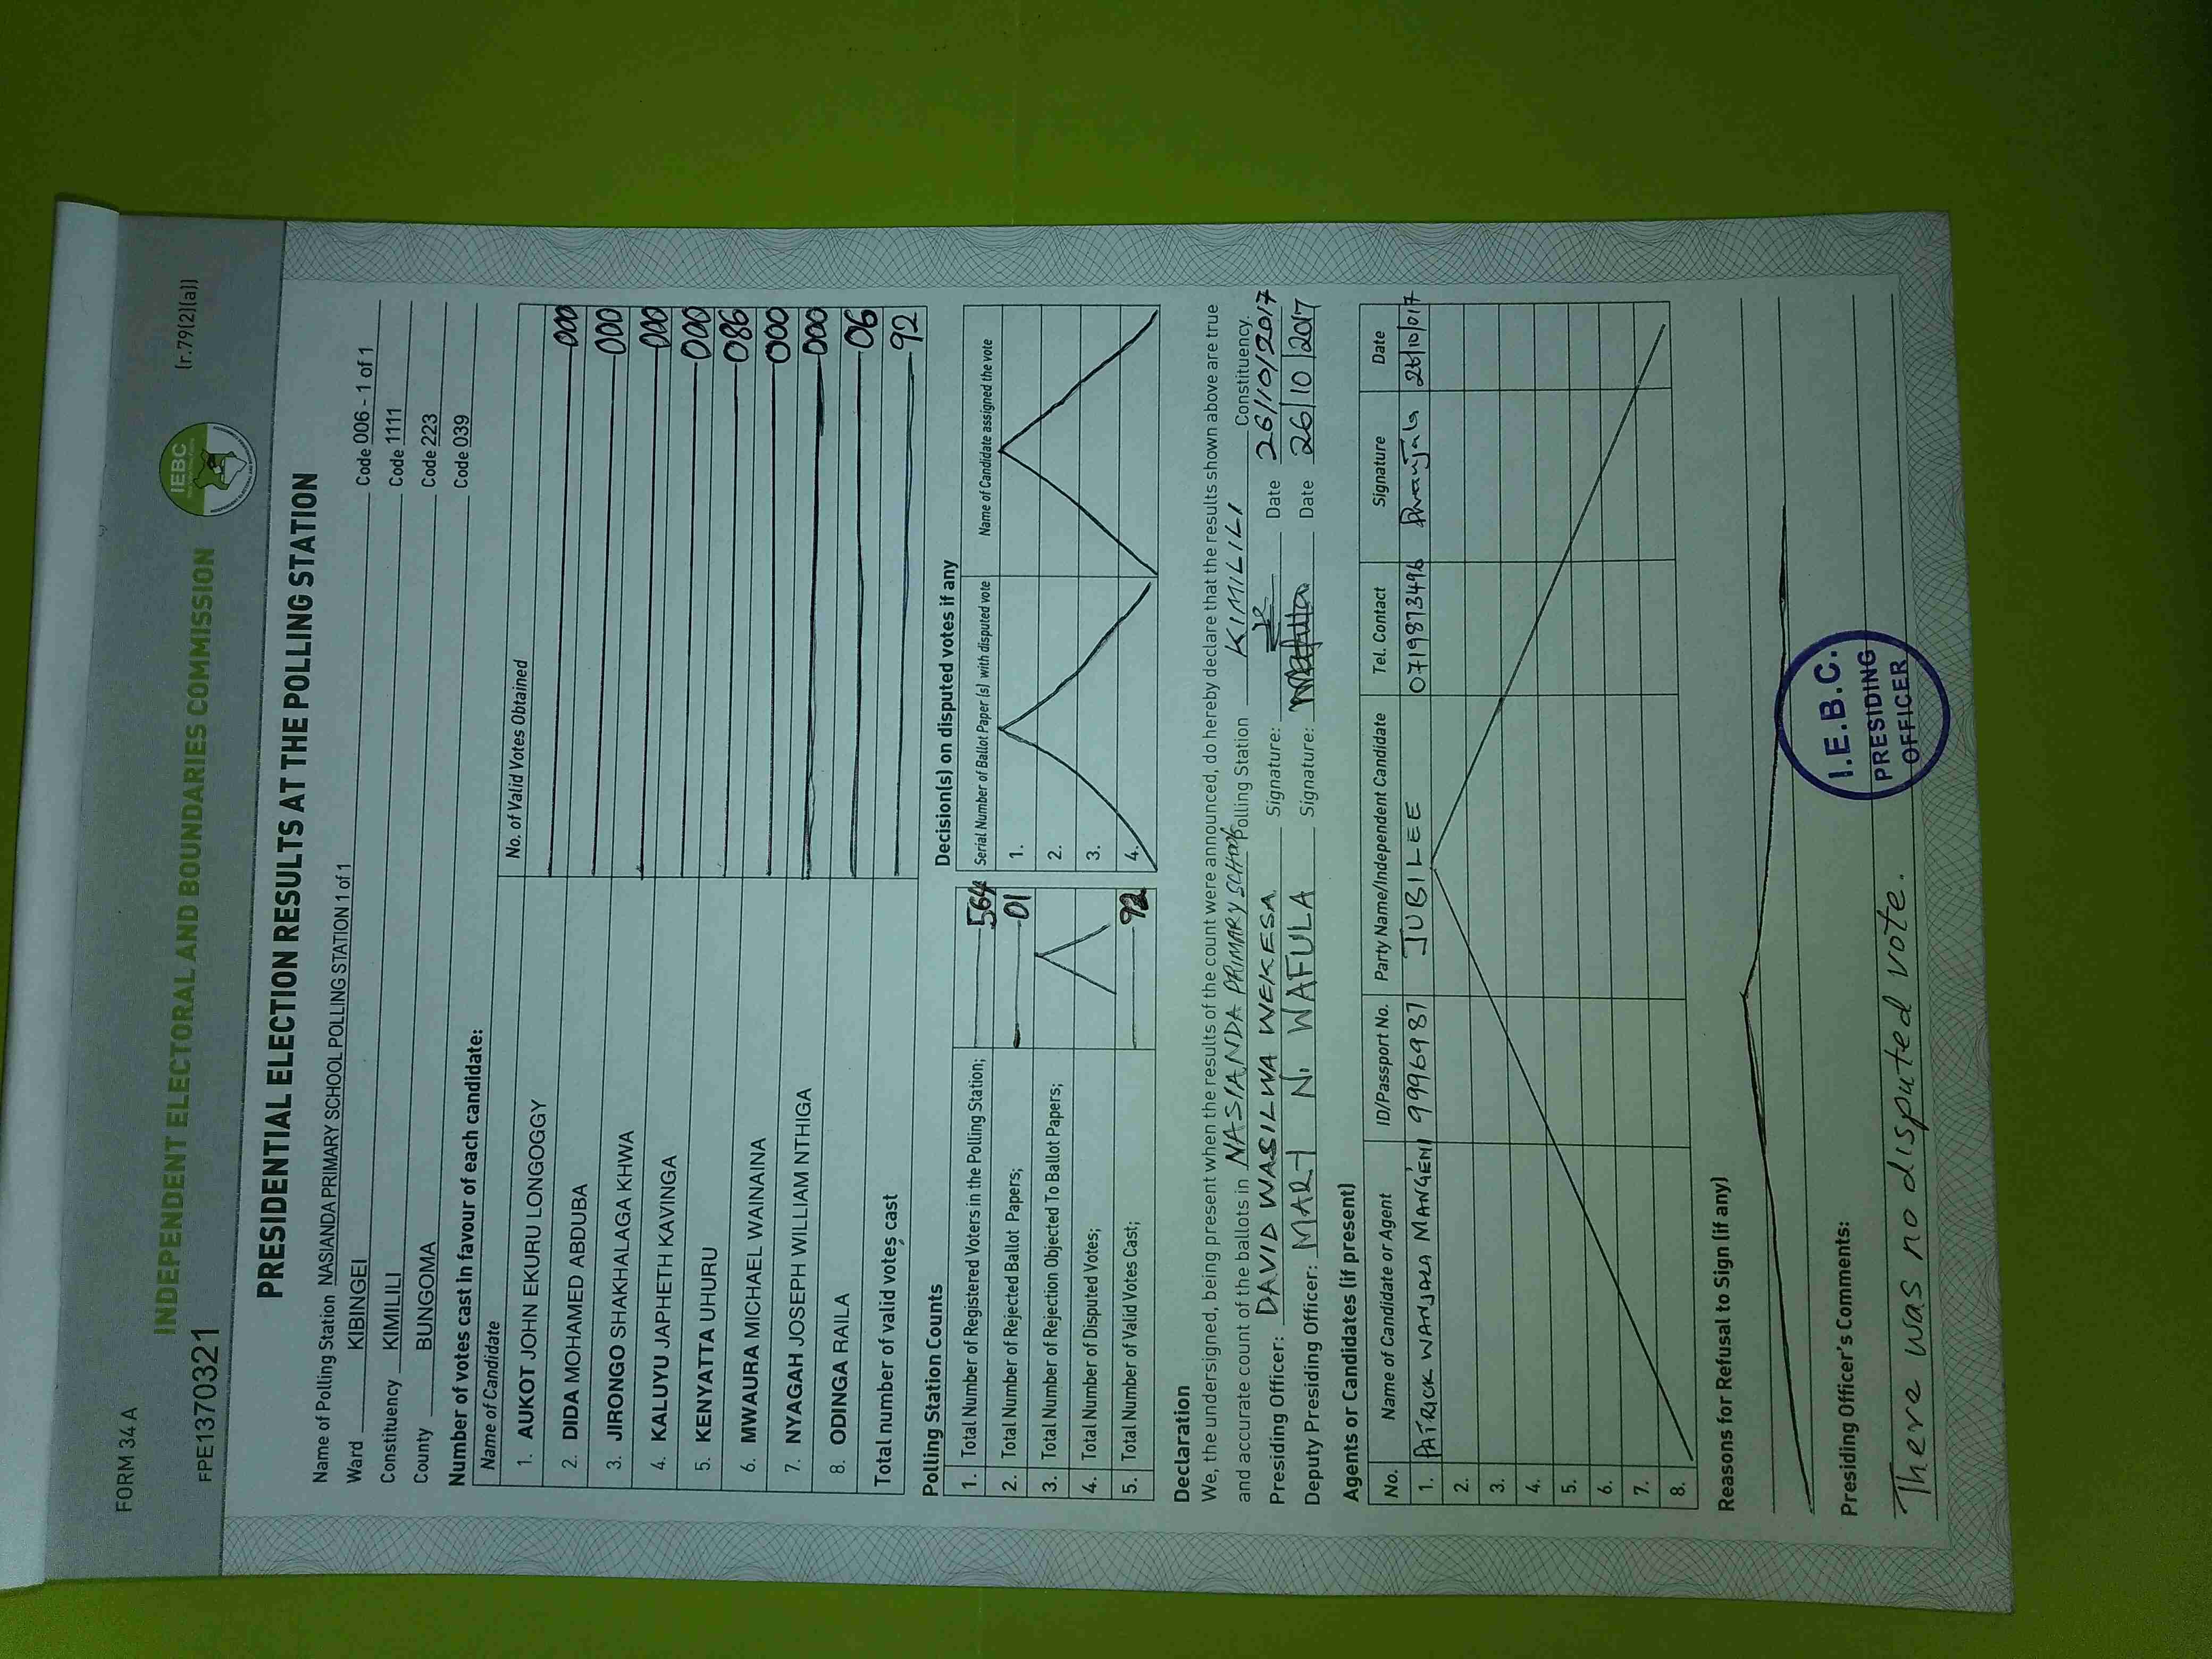 FORM 34 A
INDEPENDENT ELECTORAL AND BOUNDARIES COMMISSION
IEBC
(r.79(2)(a))
FPE1370321
PRESIDENTIAL ELECTION RESULTS AT THE POLLING STATION
Name of Polling Station NASIANDA PRIMARY SCHOOL POLLING STATION 1 of 1 Code 006 - 1 of 1
Ward KIBINGEI Code 1111
Constituency KIMILILI Code 223
County BUNGOMA Code 039
Number of votes cast in favour of each candidate:
Name of Candidate No. of Valid Votes Obtained
1. AUKOT JOHN EKURU LONGOGGY 000
2. DIDA MOHAMED ABDUBA 000
3. JIRONGO SHAKHALAGA KHWA 000
4. KALUYU JAPHETH KAVINGA 000
5. KENYATTA UHURU 086
6. MWAURA MICHAEL WAINAINA 000
7. NYAGAH JOSEPH WILLIAM NTHIGA 000
8. ODINGA RAILA 06
Total number of valid votes cast 92
Polling Station Counts
1. Total Number of Registered Voters in the Polling Station; 564
2. Total Number of Rejected Ballot Papers; 01
3. Total Number of Rejection Objected To Ballot Papers;
4. Total Number of Disputed Votes;
5. Total Number of Valid Votes Cast; 92
Decision(s) on disputed votes if any
Serial Number of Ballot Paper (s) with disputed vote Name of Candidate assigned the vote
1.
2.
3.
4.
Declaration
We, the undersigned, being present when the results of the count were announced, do hereby declare that the results shown above are true
and accurate count of the ballots in NASIANDA PRIMARY SCHOOL Polling Station KIMILILI Constituency.
Presiding Officer: DAVID WASILWA WEKESA Signature: Date 26/10/2017
Deputy Presiding Officer: MARY N. WAFULA Signature: Date 26/10/2017
Agents or Candidates (if present)
No. Name of Candidate or Agent ID/Passport No. Party Name/Independent Candidate Tel. Contact Signature Date
1. PATRICK WANJALA MANGENI 9996987 JUBILEE 0719873496 26/10/017
2.
3.
4.
5.
6.
7.
8.
Reasons for Refusal to Sign (if any)
Presiding Officer's Comments:
There was no disputed vote.
I.E.B.C.
PRESIDING
OFFICER